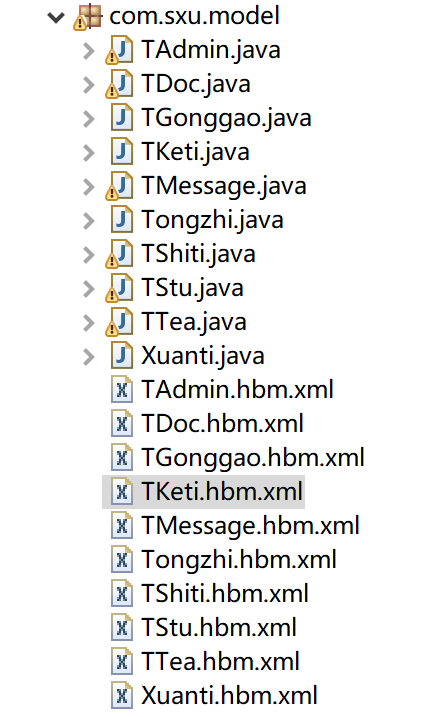 com.sxu.model
TAdmin.java
TDoc.java
TGonggao.java
TKeti.java
TMessage.java
Tongzhi.java
TShiti.java
TStu.java
TTea.java
Xuanti.java
TAdmin.hbm.xml
TDoc.hbm.xml
TGonggao.hbm.xml
TKeti.hbm.xml
TMessage.hbm.xml
Tongzhi.hbm.xml
TShiti.hbm.xml
TStu.hbm.xml
TTea.hbm.xml
Xuanti.hbm.xml